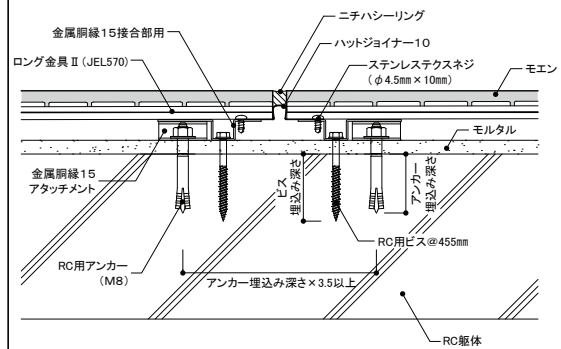 ニチハシーリング
金属胴縁15接合部用
ハットジョイナー10
ロング金具Ⅱ(JEL570)
ステンレステクスネジ
(φ4.5mm×10mm)
モエン
モルタル
金属胴縁15
アタッチメント
ビス
埋込み深さ
アンカー
埋込み深さ
RC用ビス@455mm
RC用アンカー
(M8)
アンカー埋込み深さ×3.5以上
RC躯体